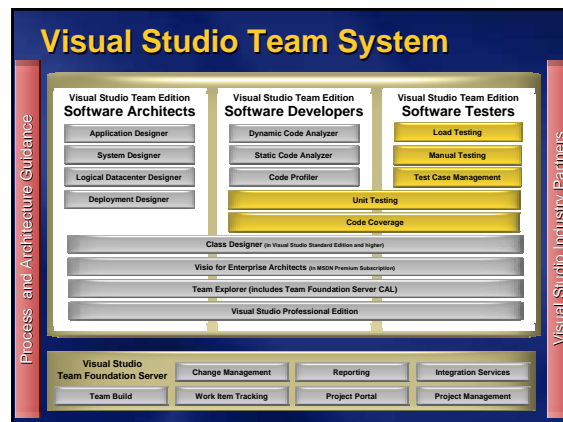 Visual Studio Team System
Process and Architecture Guidance
Visual Studio Team Edition
Software Architects
Application Designer
System Designer
Logical Datacenter Designer
Deployment Designer
Visual Studio Team Edition
Software Developers
Dynamic Code Analyzer
Static Code Analyzer
Code Profiler
Visual Studio Team Edition
Software Testers
Load Testing
Manual Testing
Test Case Management
Unit Testing
Code Coverage
Class Designer (in Visual Studio Standard Edition and higher)
Visio for Enterprise Architects (in MSDN Premium Subscription)
Team Explorer (includes Team Foundation Server CAL)
Visual Studio Professional Edition
Visual Studio Industry Partners
Visual Studio
Team Foundation Server
Change Management
Reporting
Integration Services
Team Build
Work Item Tracking
Project Portal
Project Management